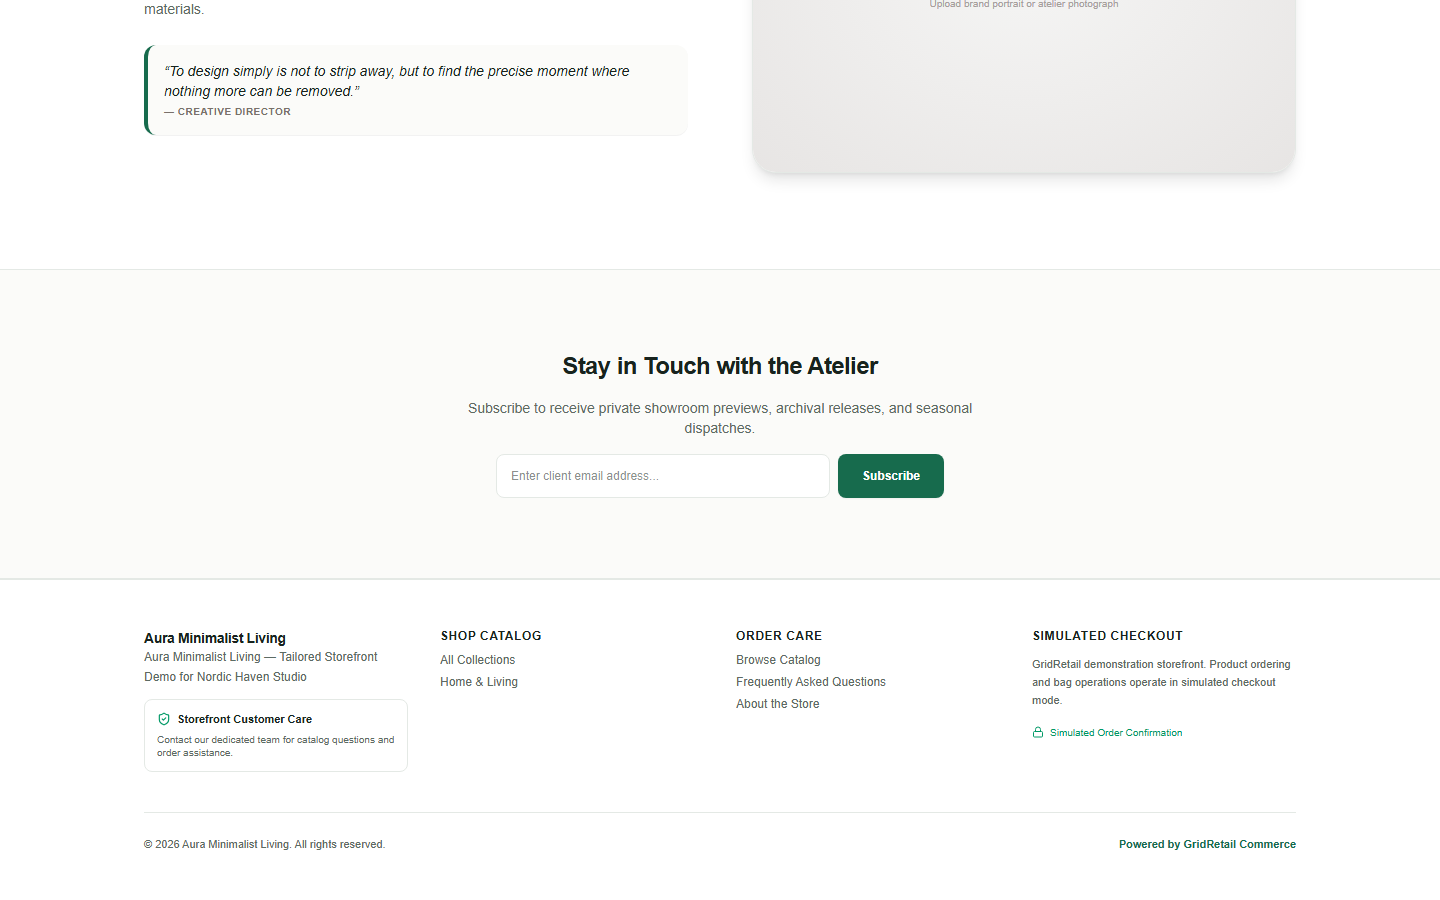 materials.
Upload brand portrait or atelier photograph
“To design simply is not to strip away, but to find the precise moment where
nothing more can be removed.”
— CREATIVE DIRECTOR
Stay in Touch with the Atelier
Subscribe to receive private showroom previews, archival releases, and seasonal
dispatches.
Enter client email address...
Subscribe
Aura Minimalist Living
Aura Minimalist Living — Tailored Storefront
Demo for Nordic Haven Studio
Storefront Customer Care
Contact our dedicated team for catalog questions and
order assistance.
SHOP CATALOG
All Collections
Home & Living
ORDER CARE
Browse Catalog
Frequently Asked Questions
About the Store
SIMULATED CHECKOUT
GridRetail demonstration storefront. Product ordering
and bag operations operate in simulated checkout
mode.
Simulated Order Confirmation
© 2026 Aura Minimalist Living. All rights reserved.
Powered by GridRetail Commerce